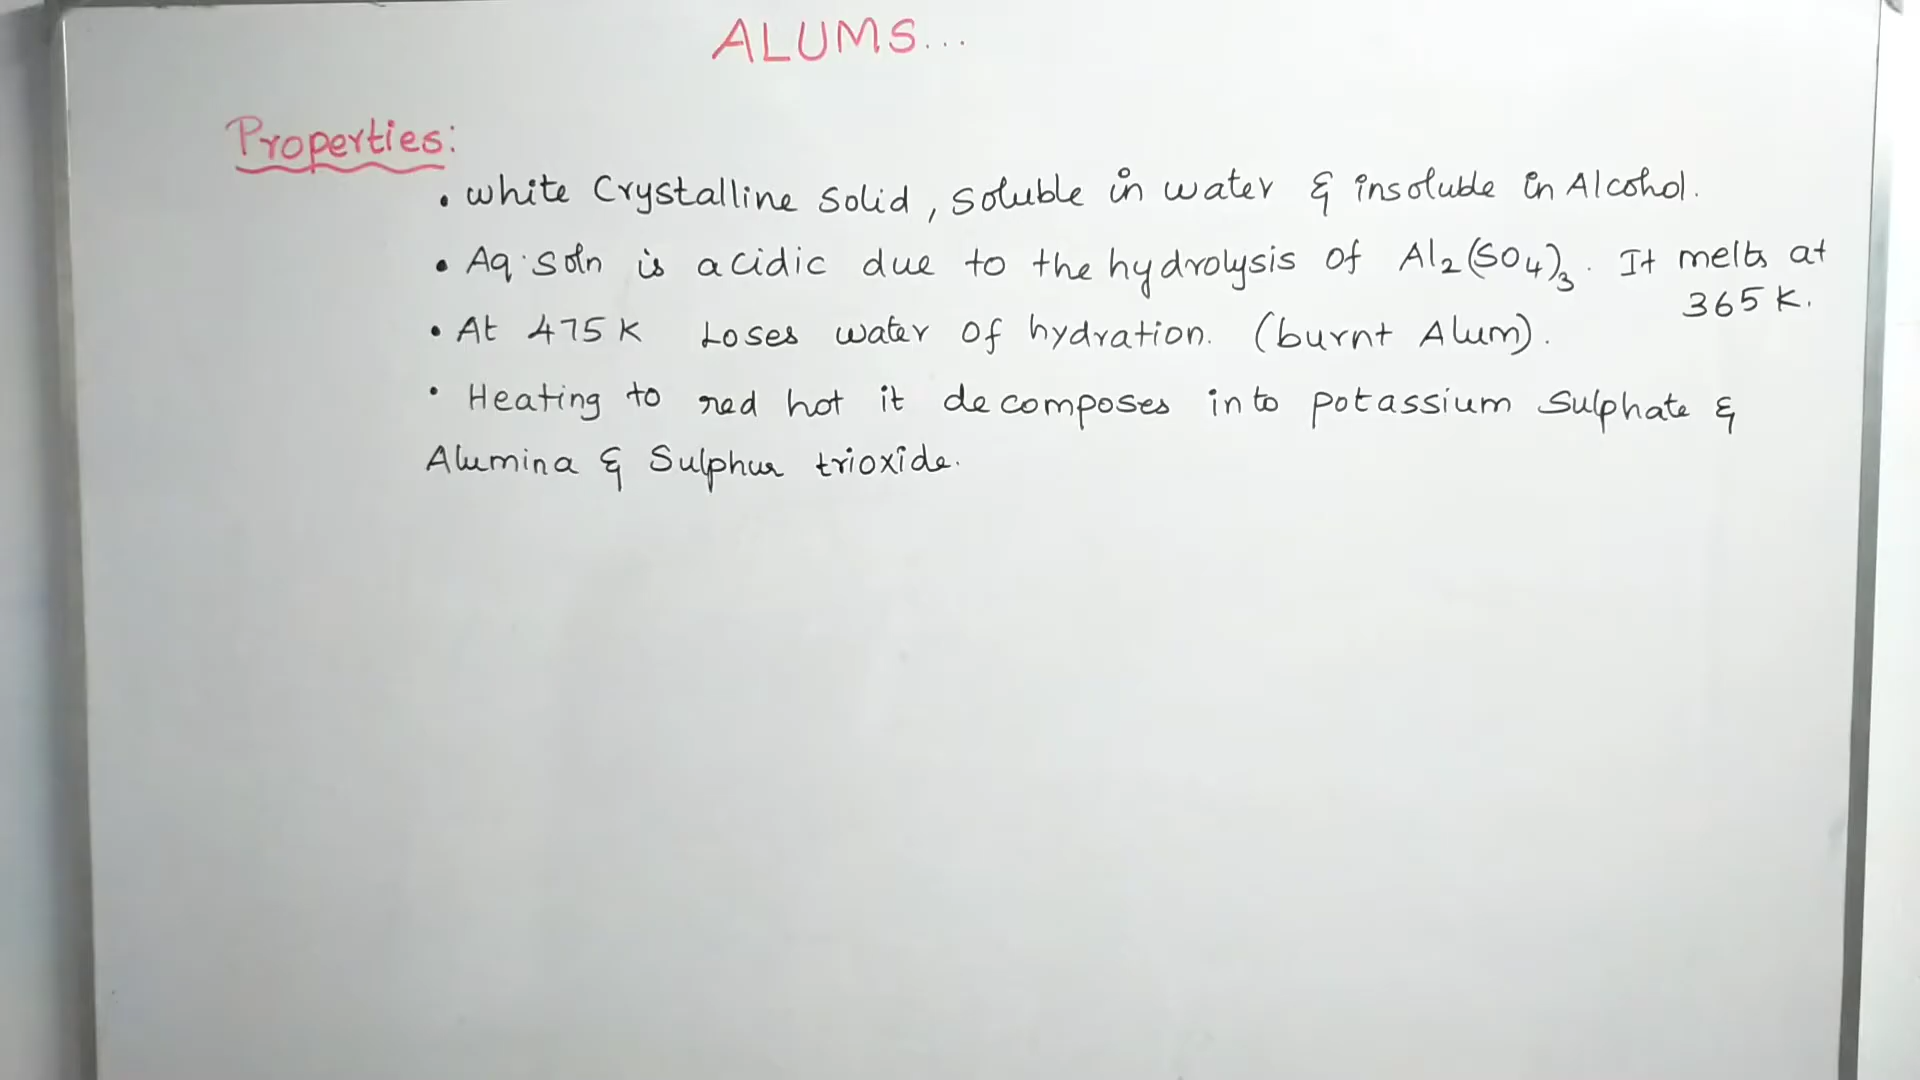 ALUMS...
Properties:
• White Crystalline Solid, Soluble in water & insoluble in Alcohol.
• Aq. Soln is acidic due to the hydrolysis of Al₂(SO₄)₃. It melts at
365 K.
• At 475 K Loses water of hydration. (burnt Alum).
• Heating to red hot it decomposes into potassium Sulphate &
Alumina & Sulphur trioxide.